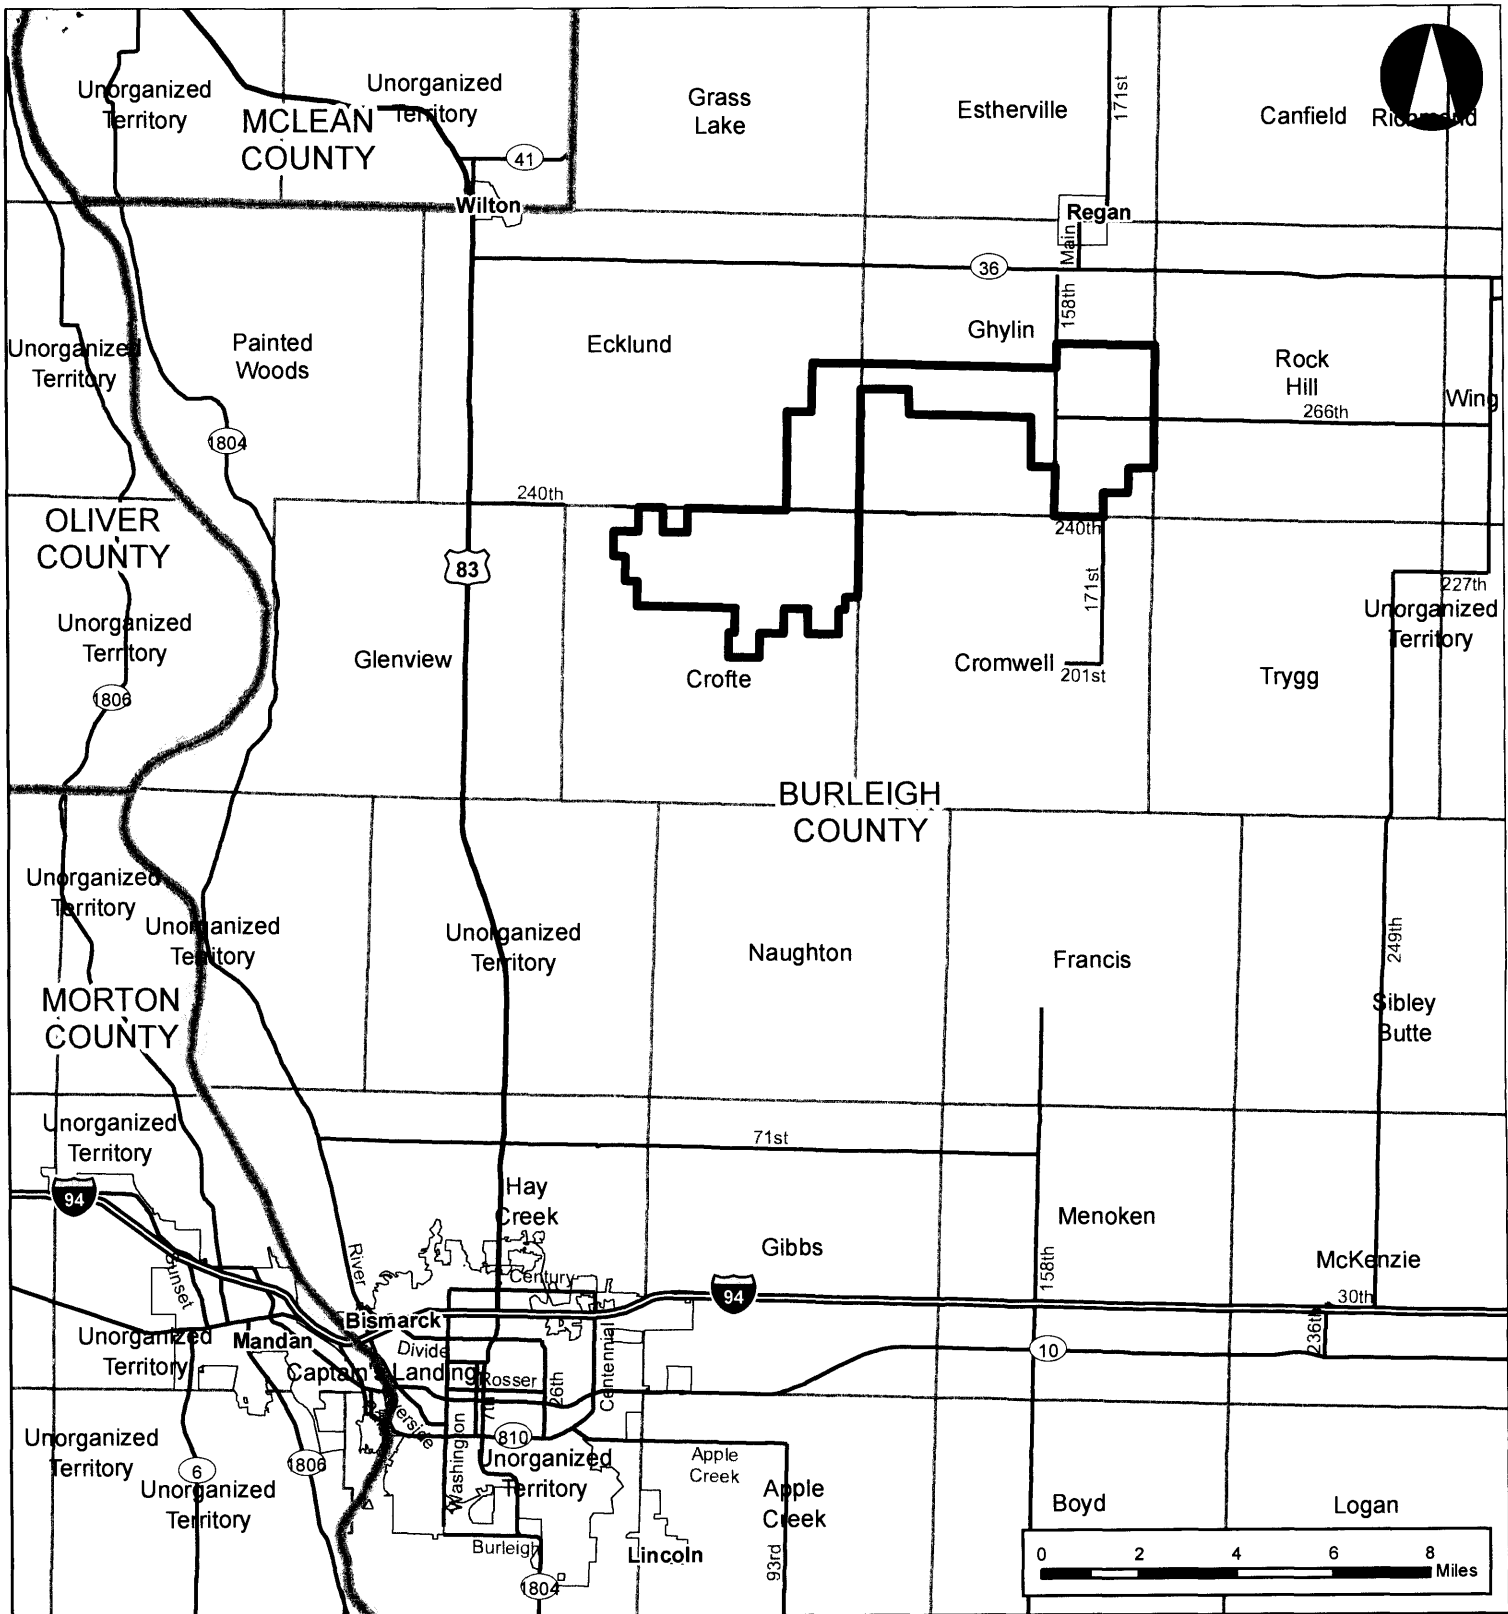 Unorganized
Territory
MCLEAN
COUNTY
Unorganized
Territory
41
Wilton
Grass
Lake
Estherville
171st
Canfield
Richmond
Regan
Main
36
158th
Ghylin
Unorganized
Territory
Painted
Woods
Ecklund
Rock
Hill
266th
Wing
1804
240th
OLIVER
COUNTY
83
240th
171st
227th
Unorganized
Territory
Unorganized
Territory
Glenview
Crofte
Cromwell
201st
Trygg
1806
BURLEIGH
COUNTY
Unorganized
Territory
Unorganized
Territory
Unorganized
Territory
Naughton
Francis
249th
Sibley
Butte
MORTON
COUNTY
Unorganized
Territory
71st
94
Hay
Creek
Gibbs
Menoken
McKenzie
158th
River
Sunset
Century
94
30th
236th
Bismarck
Mandan
Unorganized
Territory
Divide
Captain's Landing
Rosser
26th
Centennial
10
7th
Riverside
Washington
810
Unorganized
Territory
6
1806
Unorganized
Territory
Unorganized
Territory
Apple
Creek
Apple
Creek
93rd
Boyd
Logan
Burleigh
Lincoln
1804
0 2 4 6 8
Miles